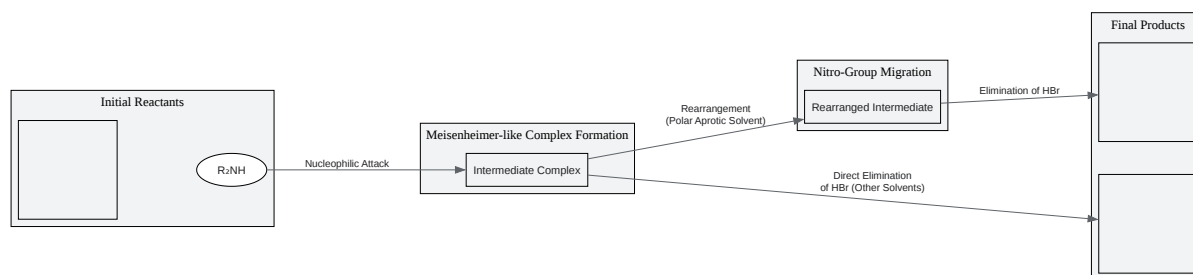 Final Products
Nitro-Group Migration
Elimination of HBr
Initial Reactants
Rearranged Intermediate
Rearrangement
(Polar Aprotic Solvent)
Meisenheimer-like Complex Formation
R₂NH
Nucleophilic Attack
Intermediate Complex
Direct Elimination
of HBr (Other Solvents)